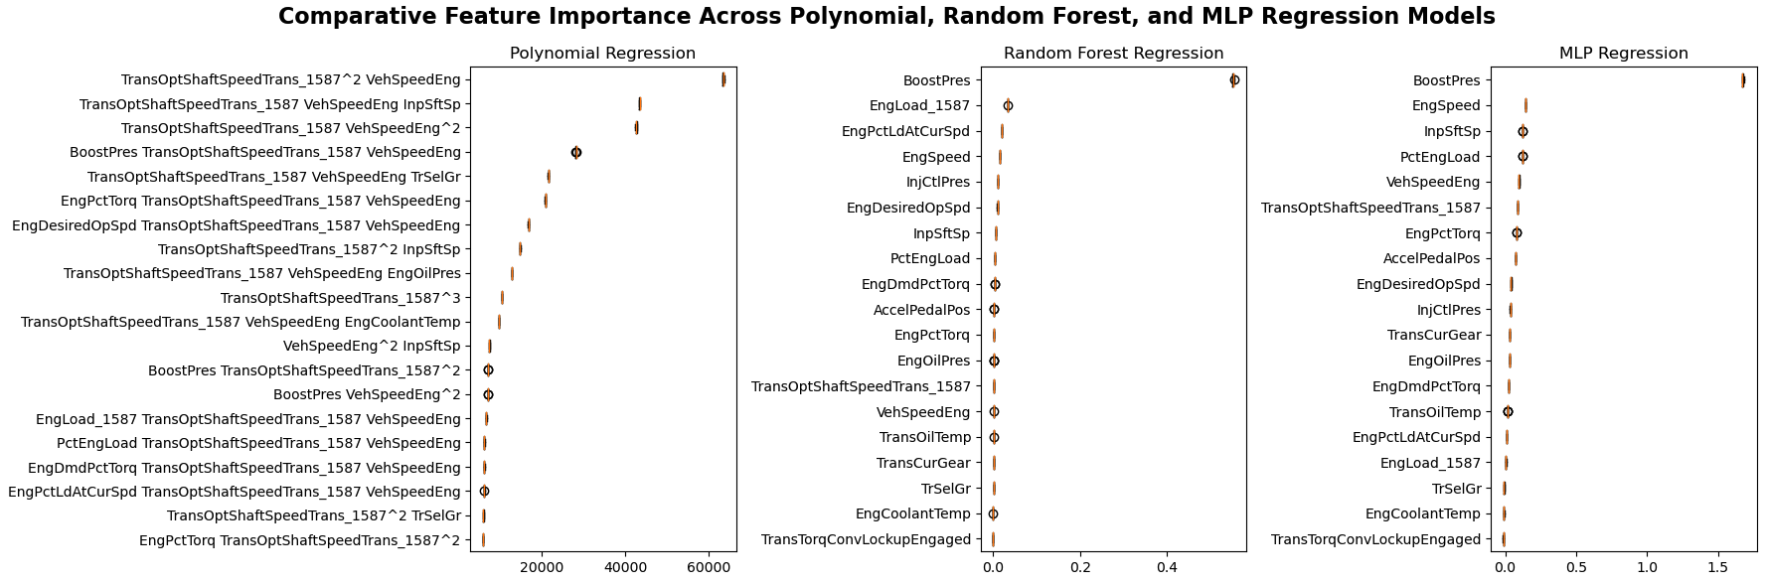 Comparative Feature Importance Across Polynomial, Random Forest, and MLP Regression Models
Polynomial Regression
TransOptShaftSpeedTrans_1587^2 VehSpeedEng
TransOptShaftSpeedTrans_1587 VehSpeedEng InpSftSp
TransOptShaftSpeedTrans_1587 VehSpeedEng^2
BoostPres TransOptShaftSpeedTrans_1587 VehSpeedEng
TransOptShaftSpeedTrans_1587 VehSpeedEng TrSelGr
EngPctTorq TransOptShaftSpeedTrans_1587 VehSpeedEng
EngDesiredOpSpd TransOptShaftSpeedTrans_1587 VehSpeedEng
TransOptShaftSpeedTrans_1587^2 InpSftSp
TransOptShaftSpeedTrans_1587 VehSpeedEng EngOilPres
TransOptShaftSpeedTrans_1587^3
TransOptShaftSpeedTrans_1587 VehSpeedEng EngCoolantTemp
VehSpeedEng^2 InpSftSp
BoostPres TransOptShaftSpeedTrans_1587^2
BoostPres VehSpeedEng^2
EngLoad_1587 TransOptShaftSpeedTrans_1587 VehSpeedEng
PctEngLoad TransOptShaftSpeedTrans_1587 VehSpeedEng
EngDmdPctTorq TransOptShaftSpeedTrans_1587 VehSpeedEng
EngPctLdAtCurSpd TransOptShaftSpeedTrans_1587 VehSpeedEng
TransOptShaftSpeedTrans_1587^2 TrSelGr
EngPctTorq TransOptShaftSpeedTrans_1587^2
20000 40000 60000
Random Forest Regression
BoostPres
EngLoad_1587
EngPctLdAtCurSpd
EngSpeed
InjCtlPres
EngDesiredOpSpd
InpSftSp
PctEngLoad
EngDmdPctTorq
AccelPedalPos
EngPctTorq
EngOilPres
TransOptShaftSpeedTrans_1587
VehSpeedEng
TransOilTemp
TransCurGear
TrSelGr
EngCoolantTemp
TransTorqConvLockupEngaged
0.0 0.2 0.4
MLP Regression
BoostPres
EngSpeed
InpSftSp
PctEngLoad
VehSpeedEng
TransOptShaftSpeedTrans_1587
EngPctTorq
AccelPedalPos
EngDesiredOpSpd
InjCtlPres
TransCurGear
EngOilPres
EngDmdPctTorq
TransOilTemp
EngPctLdAtCurSpd
EngLoad_1587
TrSelGr
EngCoolantTemp
TransTorqConvLockupEngaged
0.0 0.5 1.0 1.5